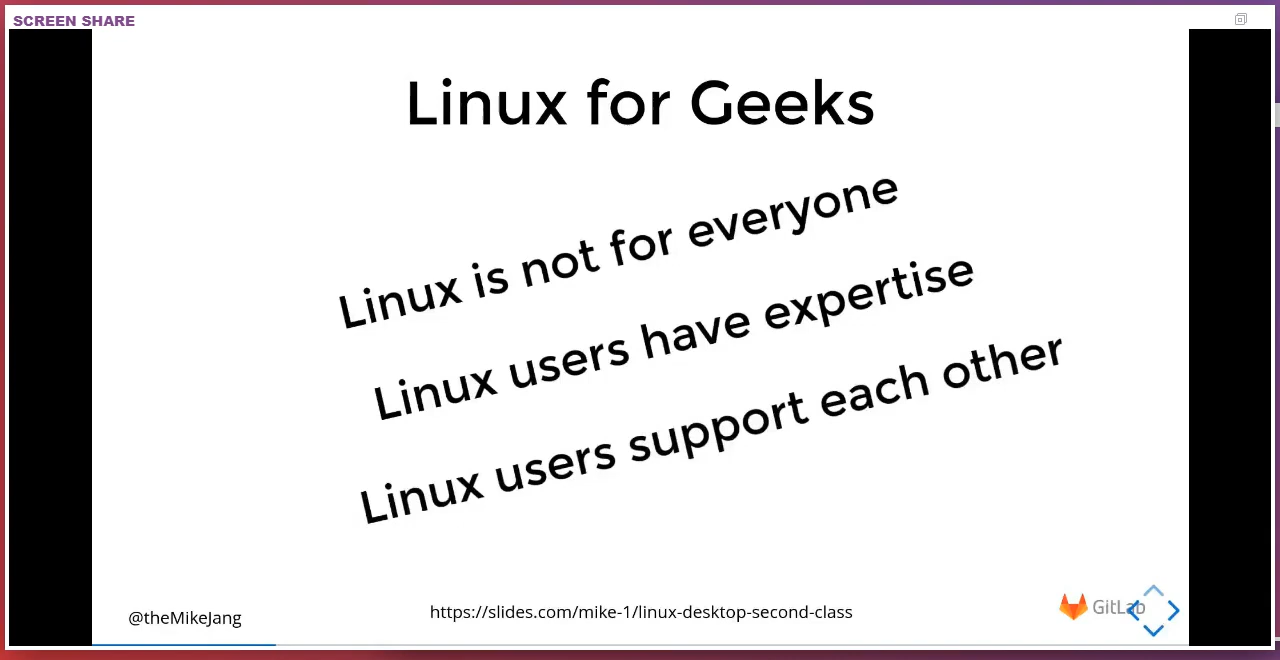 SCREEN SHARE
Linux for Geeks
Linux is not for everyone
Linux users have expertise
Linux users support each other
@theMikeJang
https://slides.com/mike-1/linux-desktop-second-class
GitLab